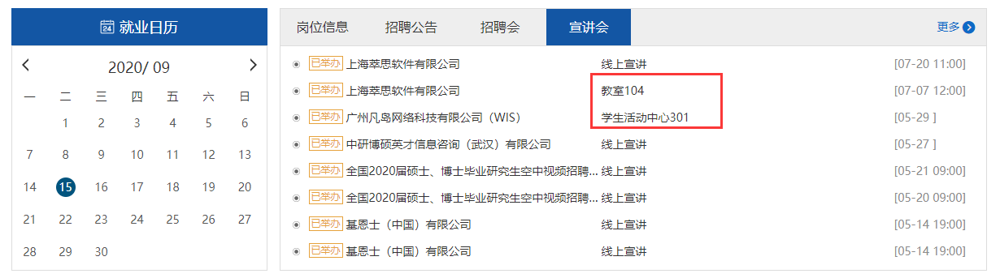 24 就业日历
2020/ 09
一 二 三 四 五 六 日
1 2 3 4 5 6
7 8 9 10 11 12 13
14 15 16 17 18 19 20
21 22 23 24 25 26 27
28 29 30
岗位信息 招聘公告 招聘会 宣讲会 更多
已举办 上海萃思软件有限公司 线上宣讲 [07-20 11:00]
已举办 上海萃思软件有限公司 教室104 [07-07 12:00]
已举办 广州凡岛网络科技有限公司（WIS） 学生活动中心301 [05-29 ]
已举办 中研博硕英才信息咨询（武汉）有限公司 线上宣讲 [05-27 ]
已举办 全国2020届硕士、博士毕业研究生空中视频招聘... 线上宣讲 [05-21 09:00]
已举办 全国2020届硕士、博士毕业研究生空中视频招聘... 线上宣讲 [05-20 09:00]
已举办 基恩士（中国）有限公司 线上宣讲 [05-14 19:00]
已举办 基恩士（中国）有限公司 线上宣讲 [05-14 19:00]